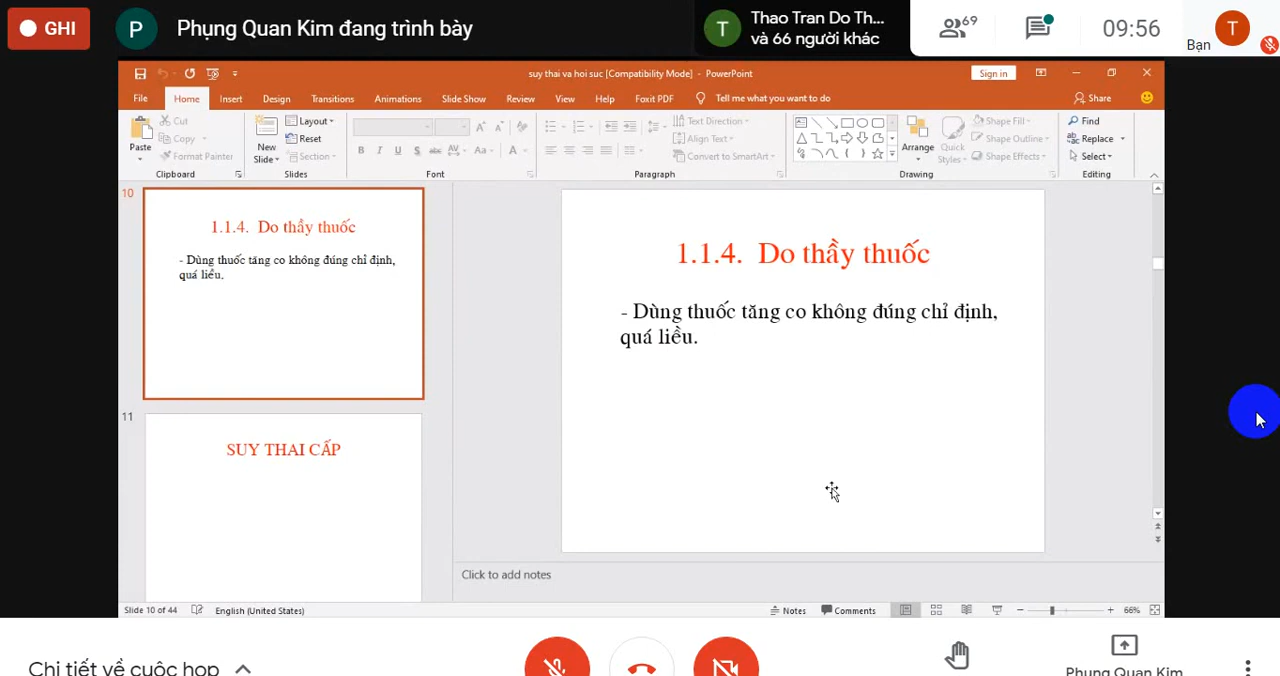 GHI
P
Phụng Quan Kim đang trình bày
T
Thao Tran Do Th...
và 66 người khác
69
09:56
Bạn
T
suy thai va hoi suc [Compatibility Mode] - PowerPoint
Sign in
File
Home
Insert
Design
Transitions
Animations
Slide Show
Review
View
Help
Foxit PDF
Tell me what you want to do
Share
Paste
Cut
Copy
Format Painter
Clipboard
New
Slide
Layout
Reset
Section
Slides
B I U S abc AV Aa A
Font
Text Direction
Align Text
Convert to SmartArt
Paragraph
Arrange
Quick
Styles
Shape Fill
Shape Outline
Shape Effects
Drawing
Find
Replace
Select
Editing
10
1.1.4. Do thầy thuốc
- Dùng thuốc tăng co không đúng chỉ định,
quá liều.
11
SUY THAI CẤP
1.1.4. Do thầy thuốc
- Dùng thuốc tăng co không đúng chỉ định,
quá liều.
Click to add notes
Slide 10 of 44
English (United States)
Notes
Comments
66%
Chi tiết về cuộc họp
Phụng Quan Kim